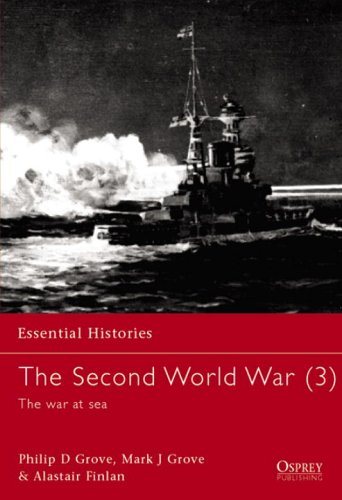 Essential Histories
The Second World War (3)
The war at sea
Philip D Grove, Mark J Grove
& Alastair Finlan
OSPREY
PUBLISHING